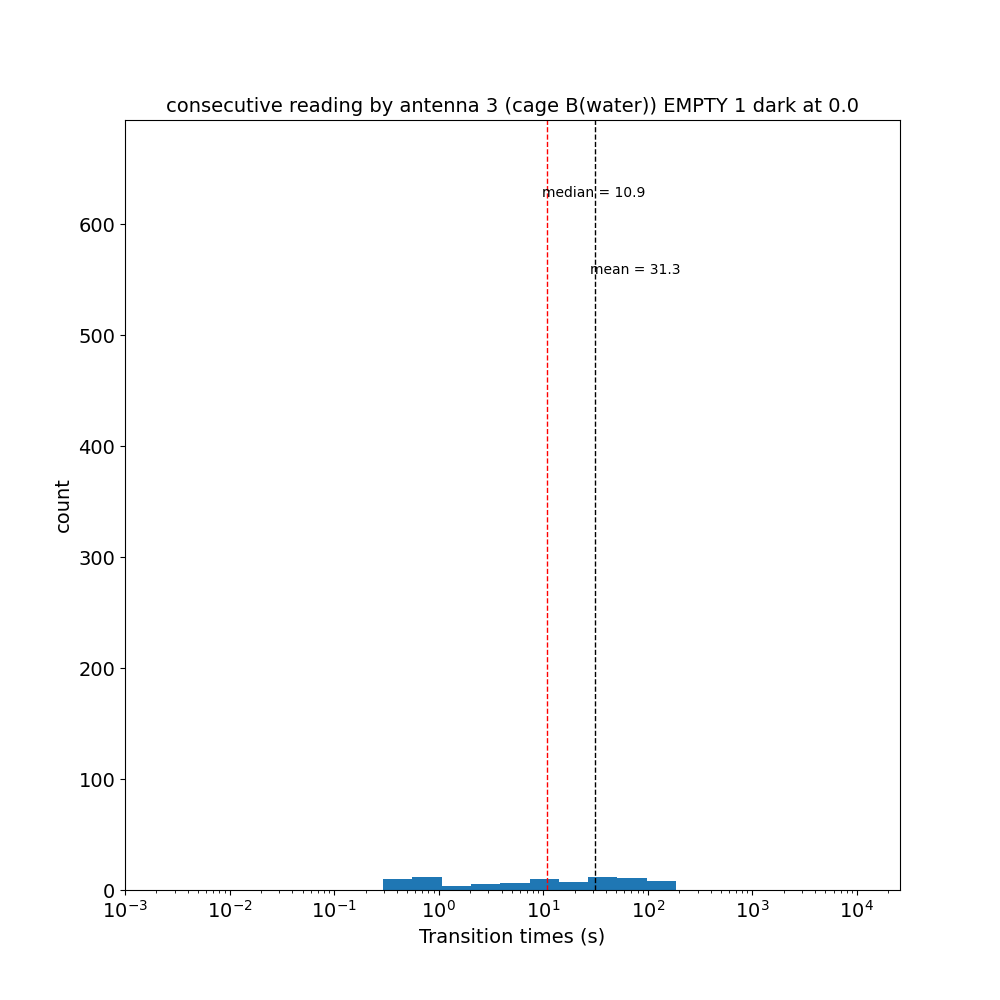 consecutive reading by antenna 3 (cage B(water)) EMPTY 1 dark at 0.0
median = 10.9
mean = 31.3
600
500
400
300
200
100
0
count
10⁻³ 10⁻² 10⁻¹ 10⁰ 10¹ 10² 10³ 10⁴
Transition times (s)